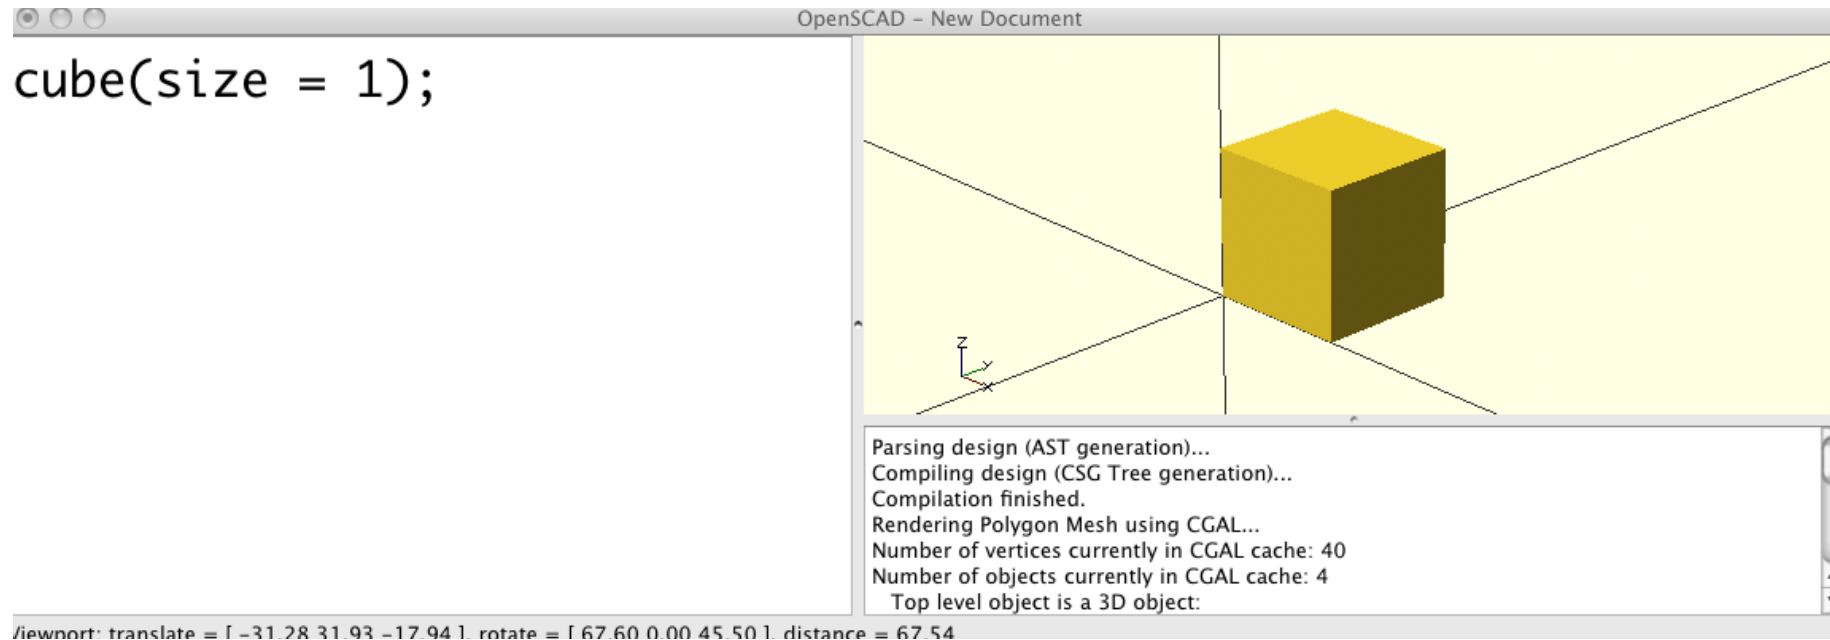 OpenSCAD - New Document
cube(size = 1);
Z
Y
X
Parsing design (AST generation)...
Compiling design (CSG Tree generation)...
Compilation finished.
Rendering Polygon Mesh using CGAL...
Number of vertices currently in CGAL cache: 40
Number of objects currently in CGAL cache: 4
Top level object is a 3D object:
Viewport: translate = [ -31.28 31.93 -17.94 ], rotate = [ 67.60 0.00 45.50 ], distance = 67.54